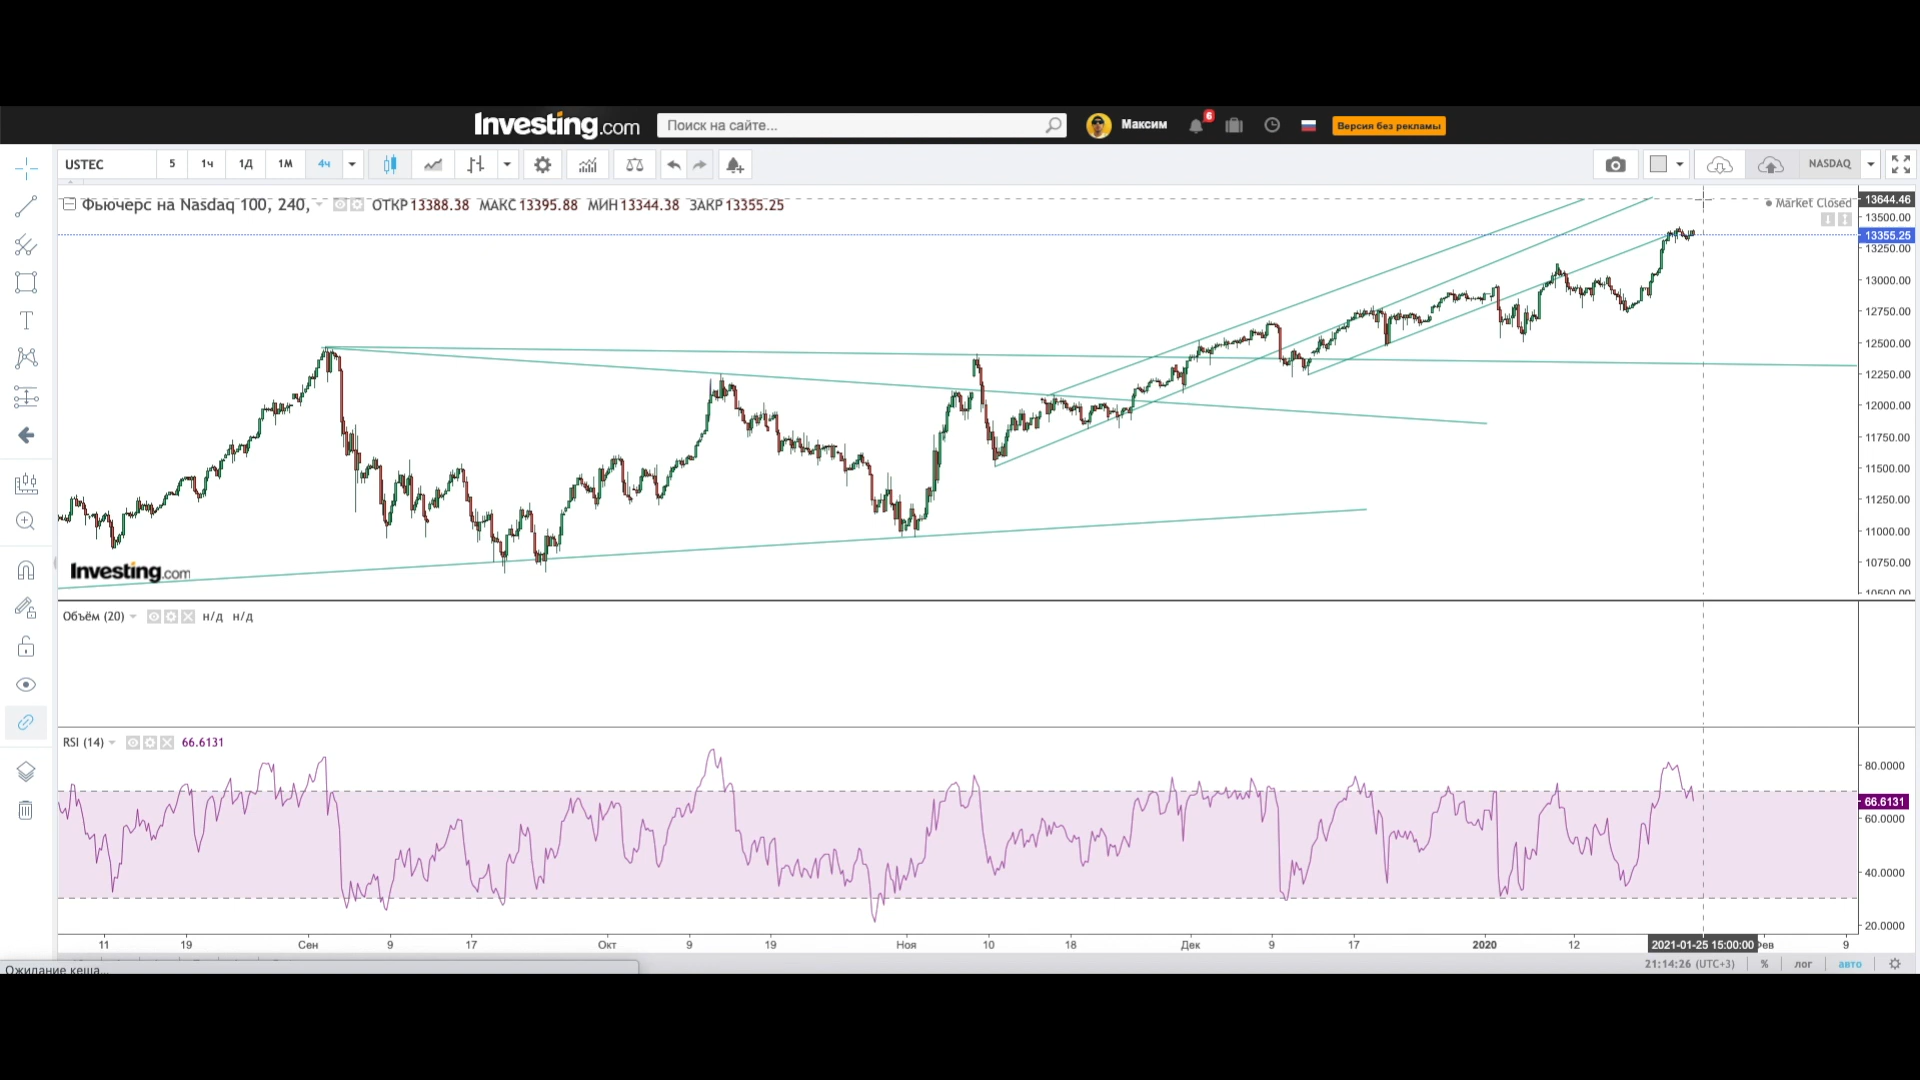 Investing.com
Поиск на сайте...
Максим
6
Версия без рекламы
USTEC
5
1ч
1Д
1М
4ч
NASDAQ
Фьючерс на Nasdaq 100, 240, ОТКР 13388.38 МАКС 13395.88 МИН 13344.38 ЗАКР 13355.25
Market Closed
13644.46
13500.00
13355.25
13250.00
13000.00
12750.00
12500.00
12250.00
12000.00
11750.00
11500.00
11250.00
11000.00
10750.00
10500.00
Investing.com
Объём (20) н/д н/д
RSI (14) 66.6131
80.0000
66.6131
60.0000
40.0000
20.0000
11 19 Сен 9 17 Окт 9 19 Ноя 10 18 Дек 9 17 2020 12 2021-01-25 15:00:00 Фев 9
Ожидание кеша...
21:14:26 (UTC+3) % лог авто